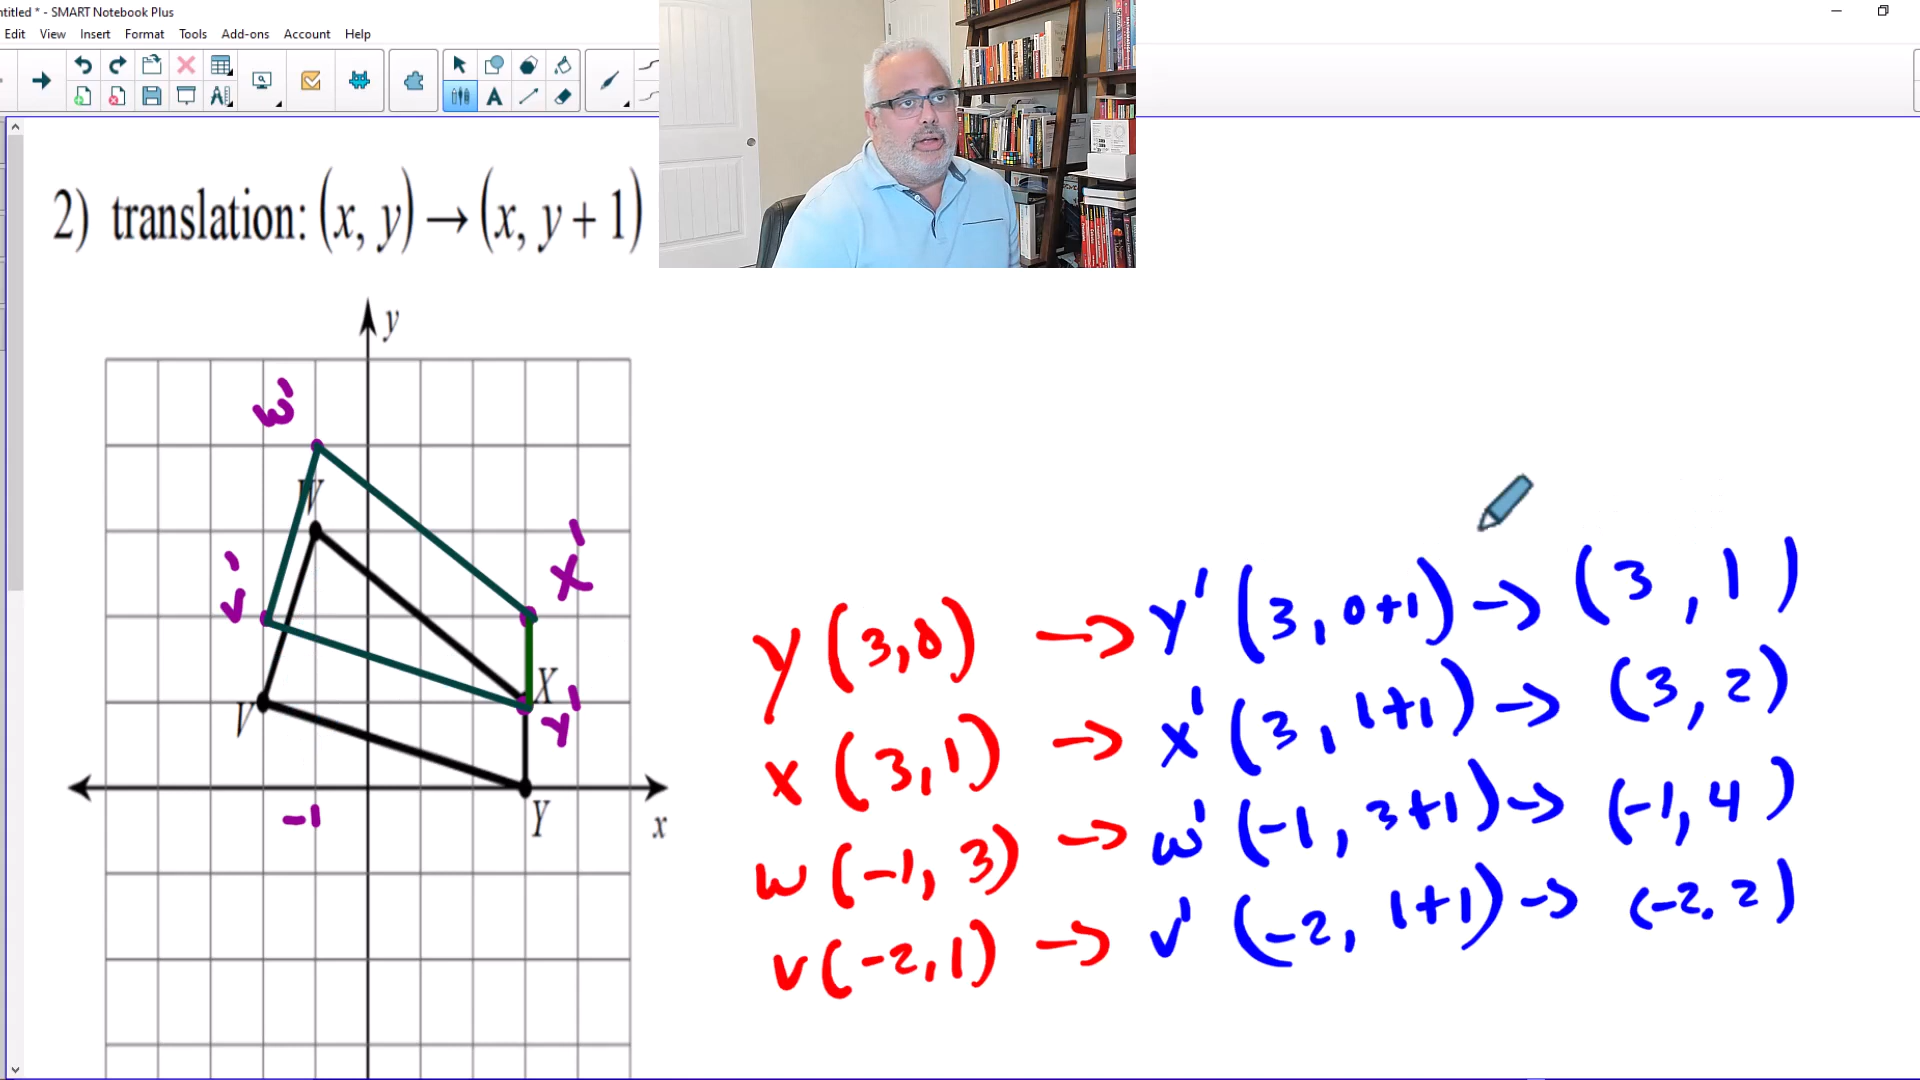 ntitled * - SMART Notebook Plus
Edit View Insert Format Tools Add-ons Account Help
2) translation: (x, y) → (x, y + 1)
y
w'
W
x'
v'
X
V
y'
-1
Y
x
y (3,0) → y' (3, 0+1) → (3, 1)
x (3,1) → x' (3, 1+1) → (3, 2)
w (-1, 3) → w' (-1, 3+1) → (-1, 4)
v (-2, 1) → v' (-2, 1+1) → (-2. 2)